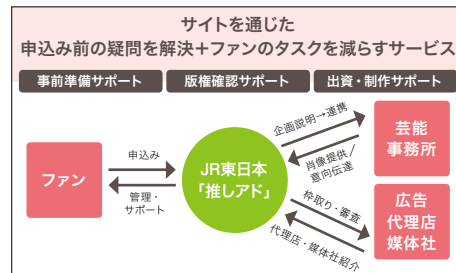 サイトを通じた
申込み前の疑問を解決+ファンのタスクを減らすサービス
事前準備サポート
版権確認サポート
出資・制作サポート
ファン
申込み
管理・
サポート
JR東日本
「推しアド」
企画説明→連携
肖像提供/
意向伝達
枠取り・審査
代理店・媒体社紹介
芸能
事務所
広告
代理店
媒体社